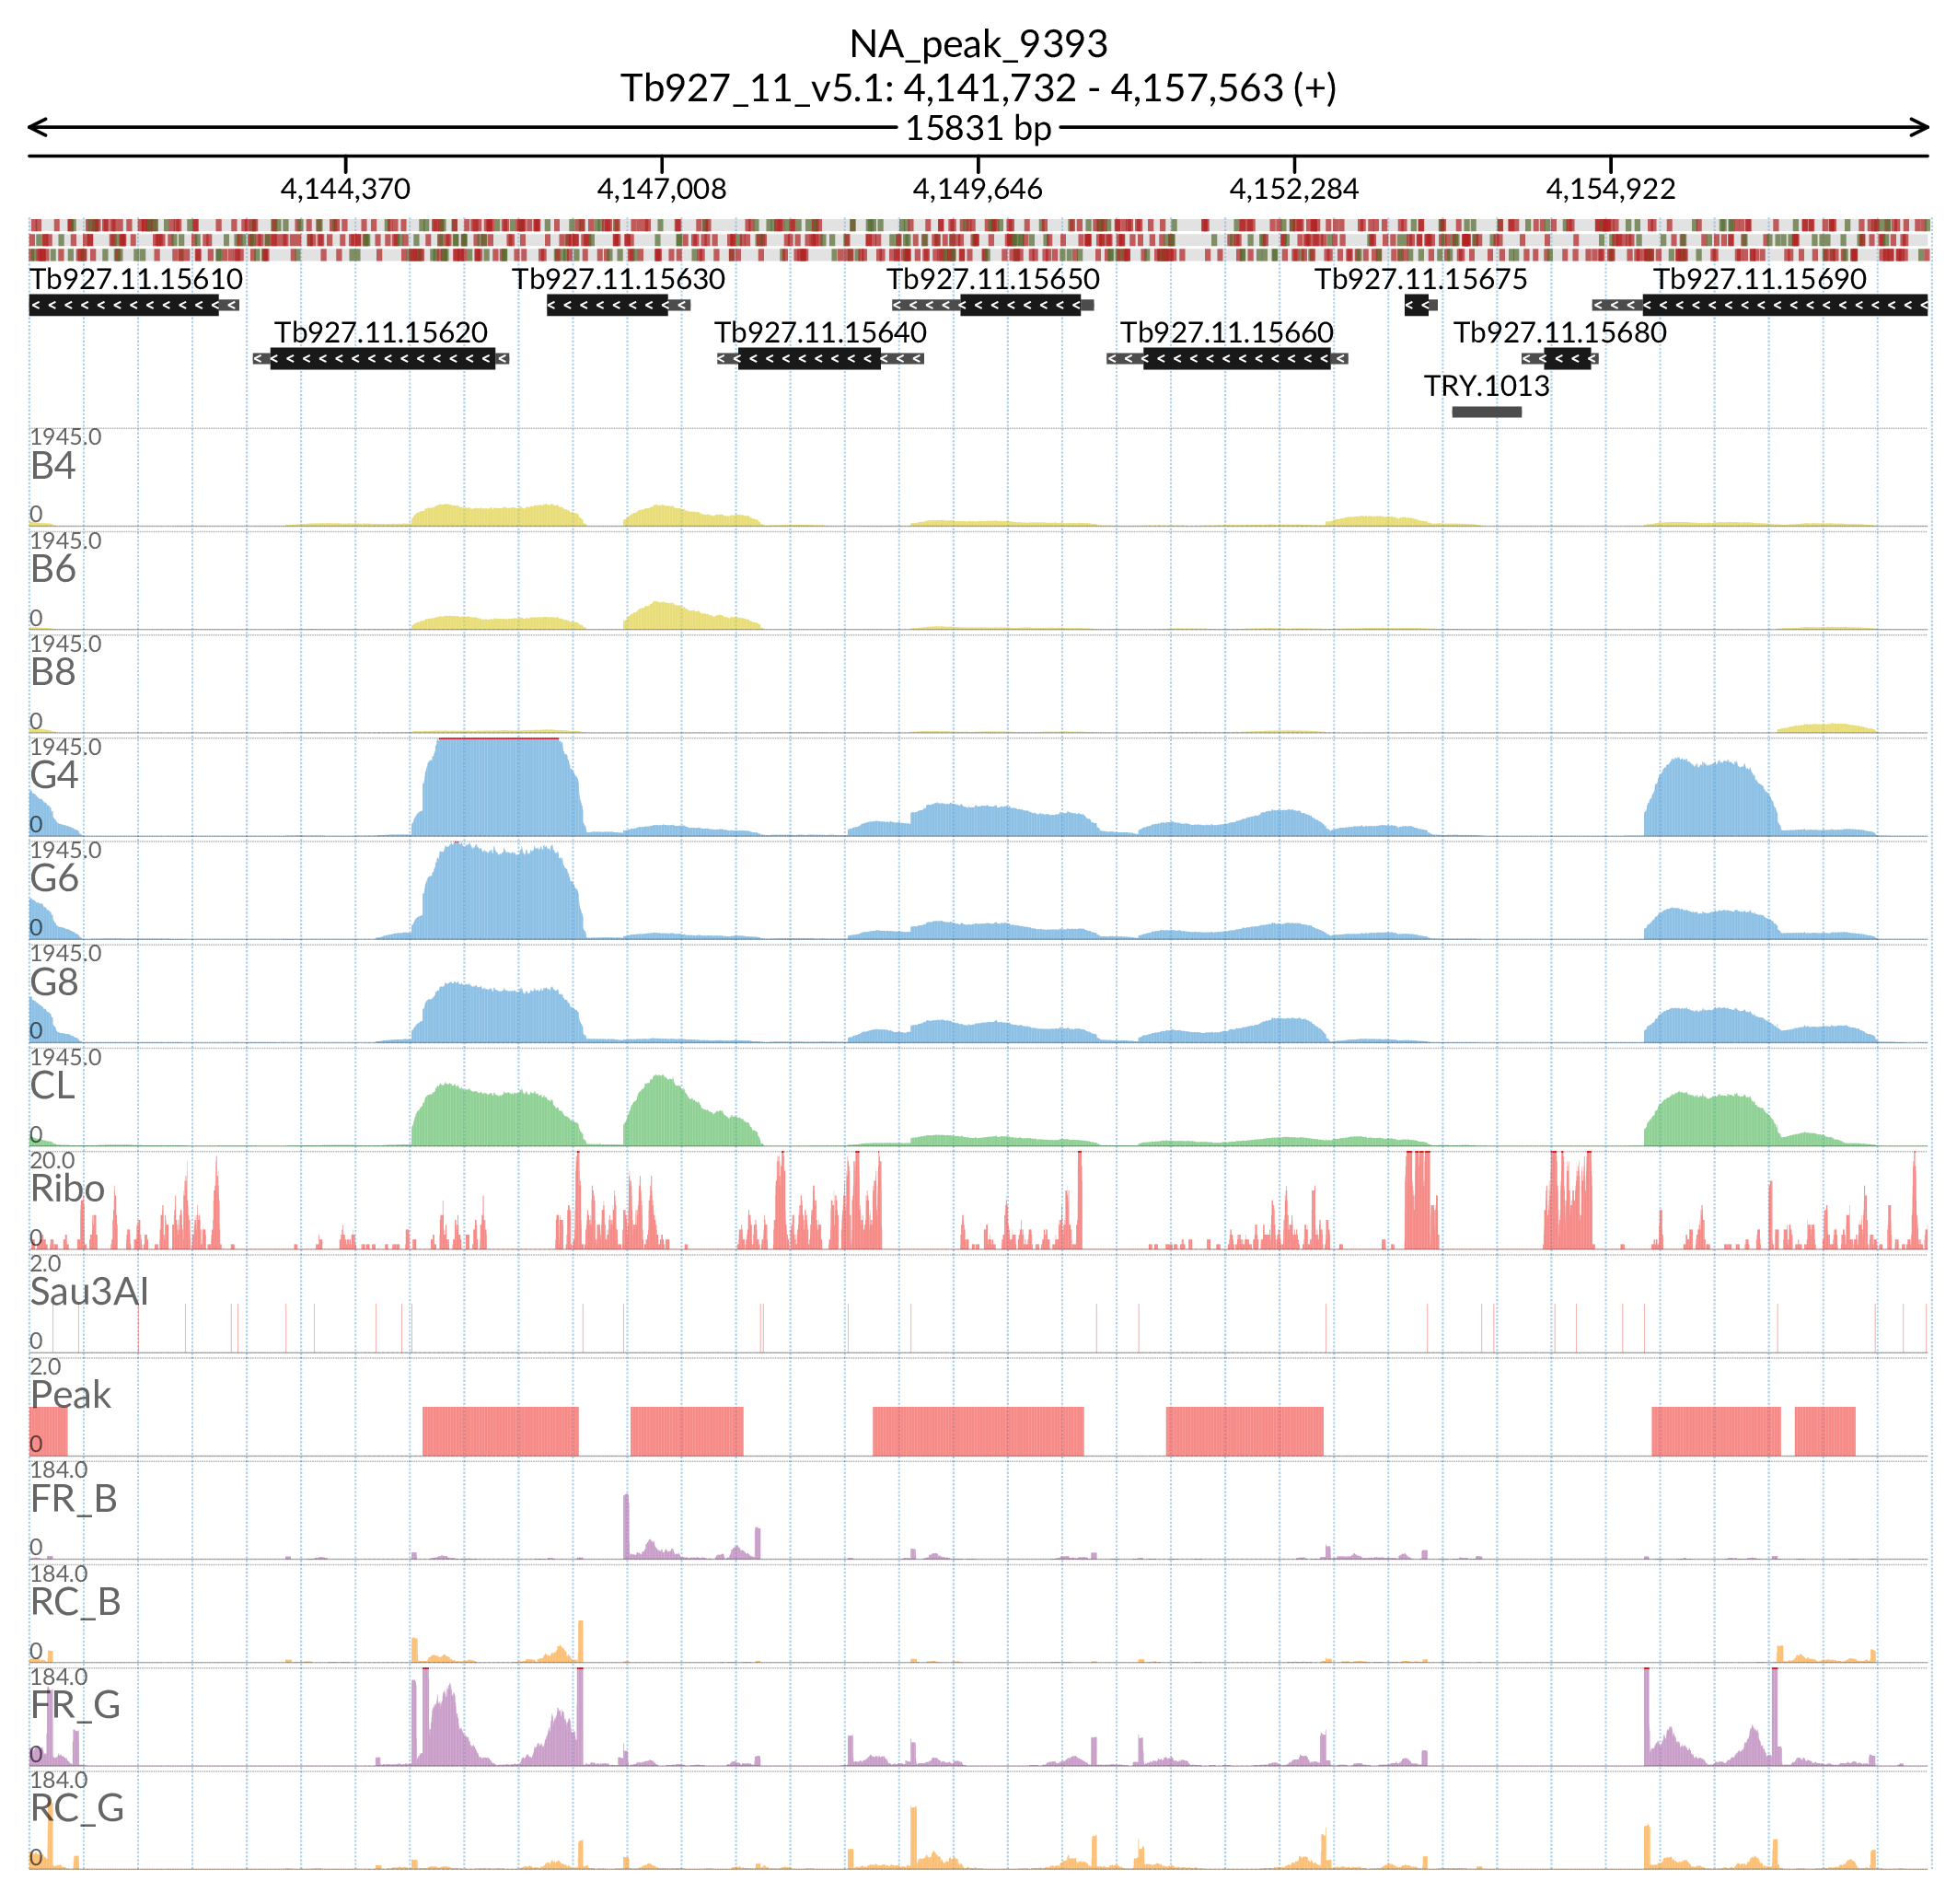 NA_peak_9393
Tb927_11_v5.1: 4,141,732 - 4,157,563 (+)
15831 bp
4,144,370 4,147,008 4,149,646 4,152,284 4,154,922
Tb927.11.15610 Tb927.11.15630 Tb927.11.15650 Tb927.11.15675 Tb927.11.15690
Tb927.11.15620 Tb927.11.15640 Tb927.11.15660 Tb927.11.15680
TRY.1013
1945.0
B4
0
1945.0
B6
0
1945.0
B8
0
1945.0
G4
0
1945.0
G6
0
1945.0
G8
0
1945.0
CL
0
20.0
Ribo
0
2.0
Sau3AI
0
2.0
Peak
0
184.0
FR_B
0
184.0
RC_B
0
184.0
FR_G
0
184.0
RC_G
0